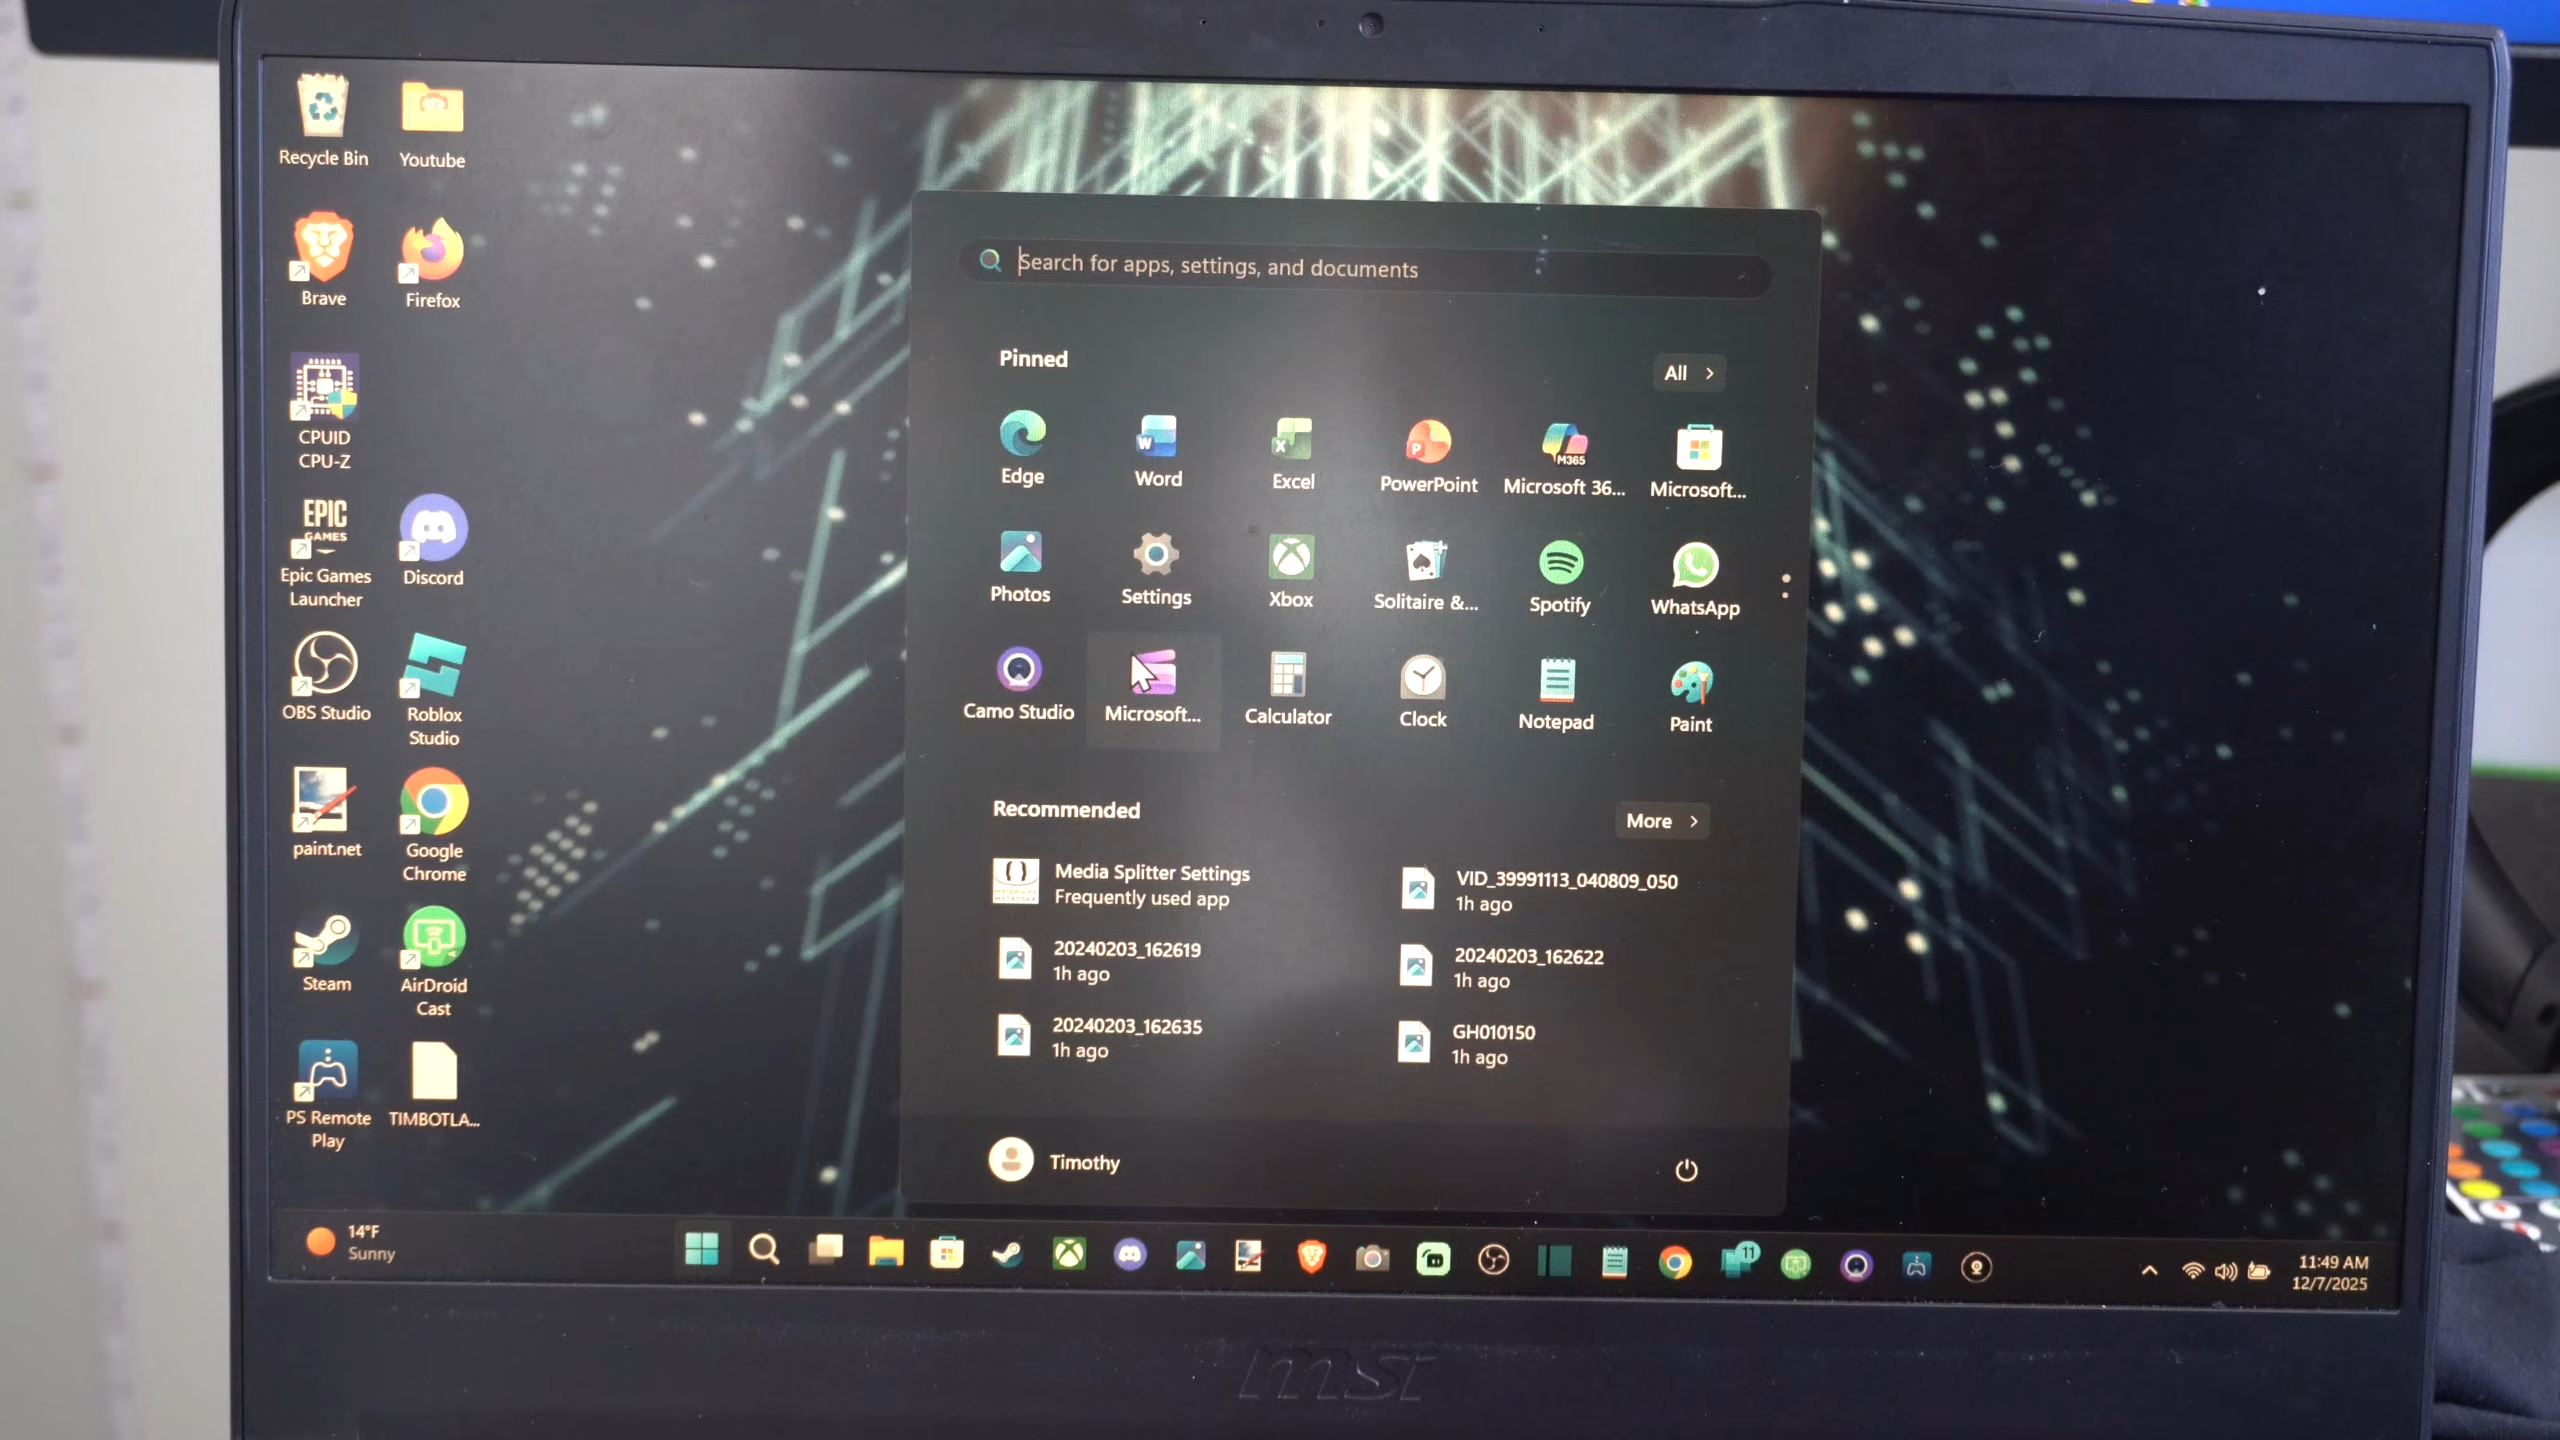 Recycle Bin
Youtube
Brave
Firefox
CPUID
CPU-Z
EPIC
GAMES
Epic Games
Launcher
Discord
OBS Studio
Roblox
Studio
paint.net
Google
Chrome
Steam
AirDroid
Cast
PS Remote
Play
TIMBOTLA...
Search for apps, settings, and documents
Pinned
All
W
X
P
M365
Edge
Word
Excel
PowerPoint
Microsoft 36...
Microsoft...
Photos
Settings
Xbox
Solitaire &...
Spotify
WhatsApp
Camo Studio
Microsoft...
Calculator
Clock
Notepad
Paint
Recommended
More
Media Splitter Settings
Frequently used app
VID_39991113_040809_050
1h ago
20240203_162619
1h ago
20240203_162622
1h ago
20240203_162635
1h ago
GH010150
1h ago
Timothy
14°F
Sunny
11
11:49 AM
12/7/2025
msi